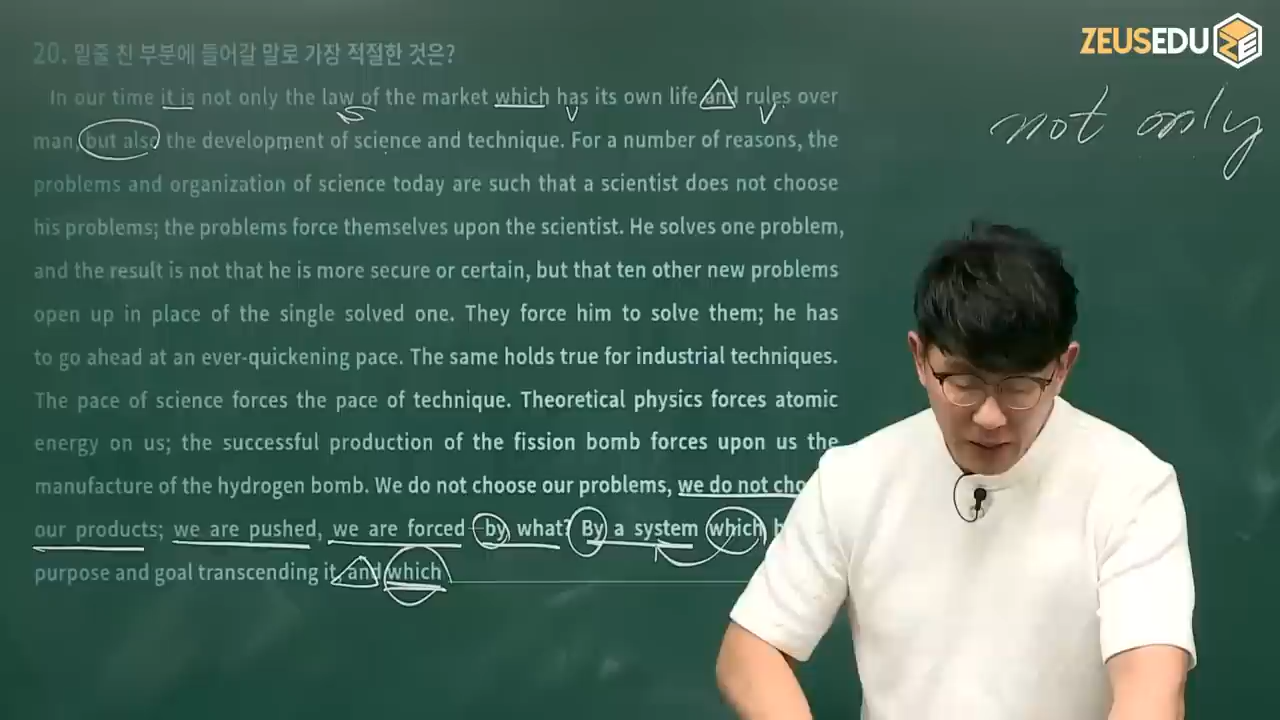 ZEUSEDU
20. 밑줄 친 부분에 들어갈 말로 가장 적절한 것은?
In our time it is not only the law of the market which has its own life and rules over
man, but also the development of science and technique. For a number of reasons, the
problems and organization of science today are such that a scientist does not choose
his problems; the problems force themselves upon the scientist. He solves one problem,
and the result is not that he is more secure or certain, but that ten other new problems
open up in place of the single solved one. They force him to solve them; he has
to go ahead at an ever-quickening pace. The same holds true for industrial techniques.
The pace of science forces the pace of technique. Theoretical physics forces atomic
energy on us; the successful production of the fission bomb forces upon us the
manufacture of the hydrogen bomb. We do not choose our problems, we do not
our products; we are pushed, we are forced by what? By a system which
purpose and goal transcending it, and which
not only